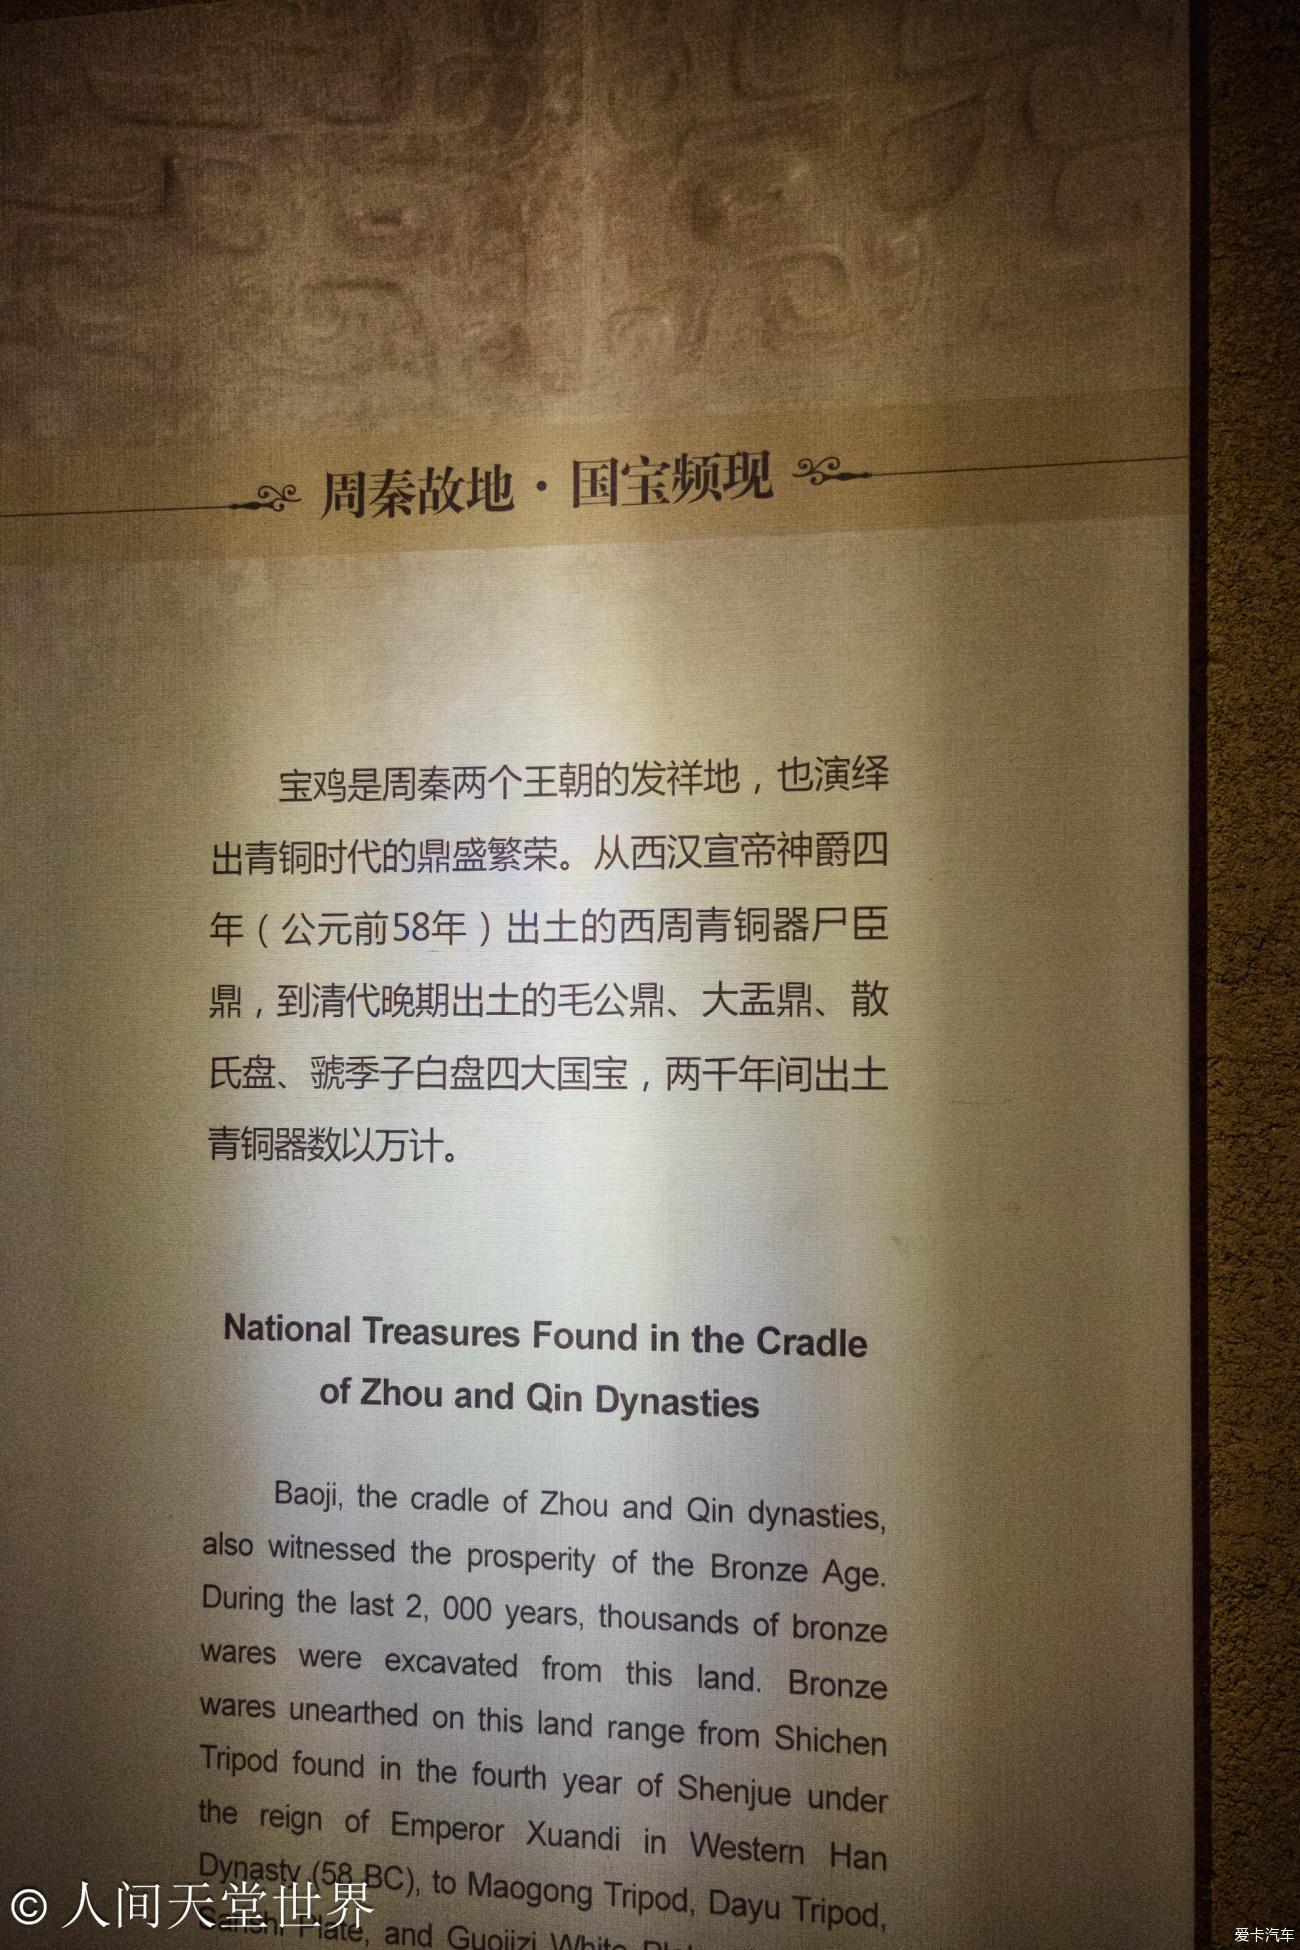 周秦故地·国宝频现
宝鸡是周秦两个王朝的发祥地，也演绎
出青铜时代的鼎盛繁荣。从西汉宣帝神爵四
年（公元前58年）出土的西周青铜器尸臣
鼎，到清代晚期出土的毛公鼎、大盂鼎、散
氏盘、虢季子白盘四大国宝，两千年间出土
青铜器数以万计。
National Treasures Found in the Cradle
of Zhou and Qin Dynasties
Baoji, the cradle of Zhou and Qin dynasties,
also witnessed the prosperity of the Bronze Age.
During the last 2, 000 years, thousands of bronze
wares were excavated from this land. Bronze
wares unearthed on this land range from Shichen
Tripod found in the fourth year of Shenjue under
the reign of Emperor Xuandi in Western Han
Dynasty (58 BC), to Maogong Tripod, Dayu Tripod,
Plate, and Guojizi White
© 人间天堂世界
爱卡汽车